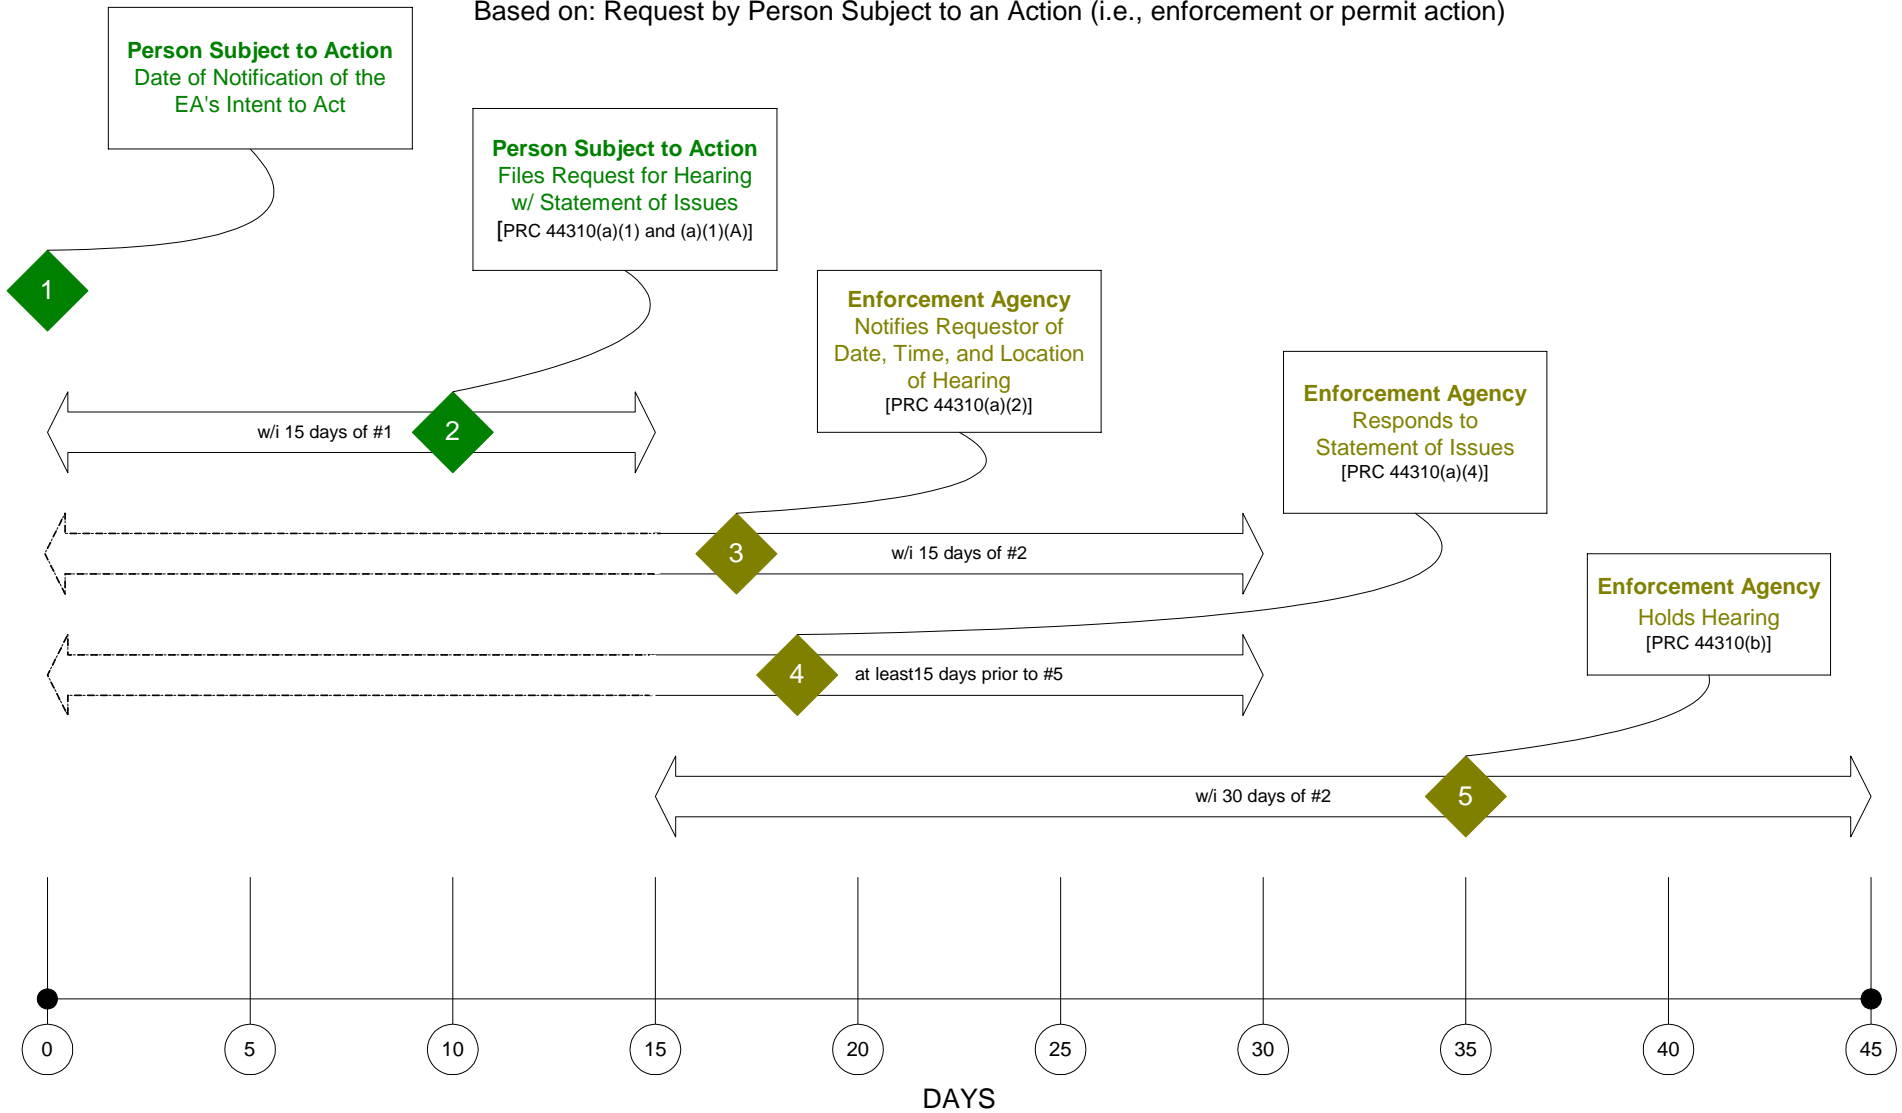 Based on: Request by Person Subject to an Action (i.e., enforcement or permit action)
Person Subject to Action
Date of Notification of the
EA's Intent to Act
Person Subject to Action
Files Request for Hearing
w/ Statement of Issues
[PRC 44310(a)(1) and (a)(1)(A)]
1
Enforcement Agency
Notifies Requestor of
Date, Time, and Location
of Hearing
[PRC 44310(a)(2)]
Enforcement Agency
Responds to
Statement of Issues
[PRC 44310(a)(4)]
w/i 15 days of #1
2
3
w/i 15 days of #2
Enforcement Agency
Holds Hearing
[PRC 44310(b)]
4
at least15 days prior to #5
w/i 30 days of #2
5
0
5
10
15
20
25
30
35
40
45
DAYS